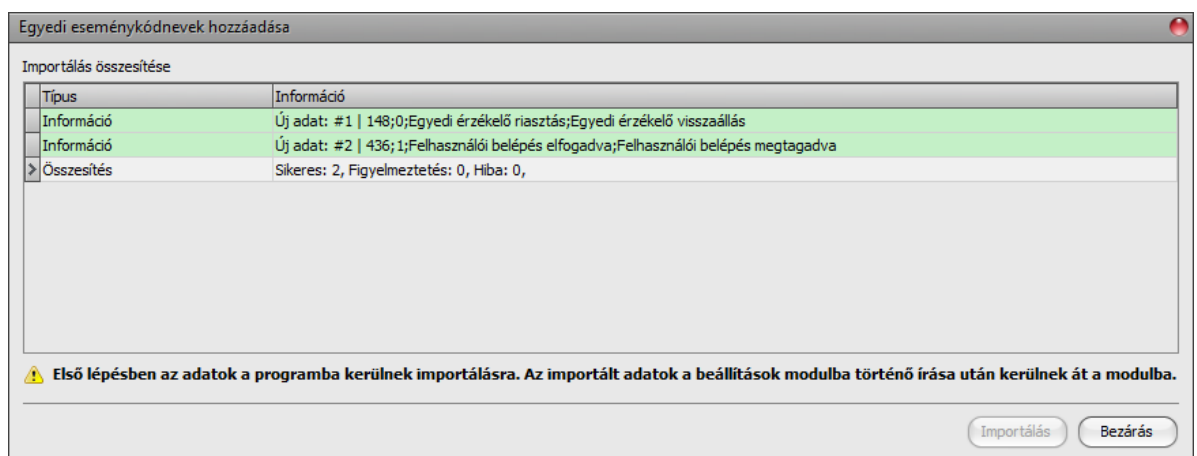 Egyedi eseménykódnevek hozzáadása
Importálás összesítése
Típus Információ
Információ Új adat: #1 | 148;0;Egyedi érzékelő riasztás;Egyedi érzékelő visszaállás
Információ Új adat: #2 | 436;1;Felhasználói belépés elfogadva;Felhasználói belépés megtagadva
Összesítés Sikeres: 2, Figyelmeztetés: 0, Hiba: 0,
Első lépésben az adatok a programba kerülnek importálásra. Az importált adatok a beállítások modulba történő írása után kerülnek át a modulba.
Importálás Bezárás